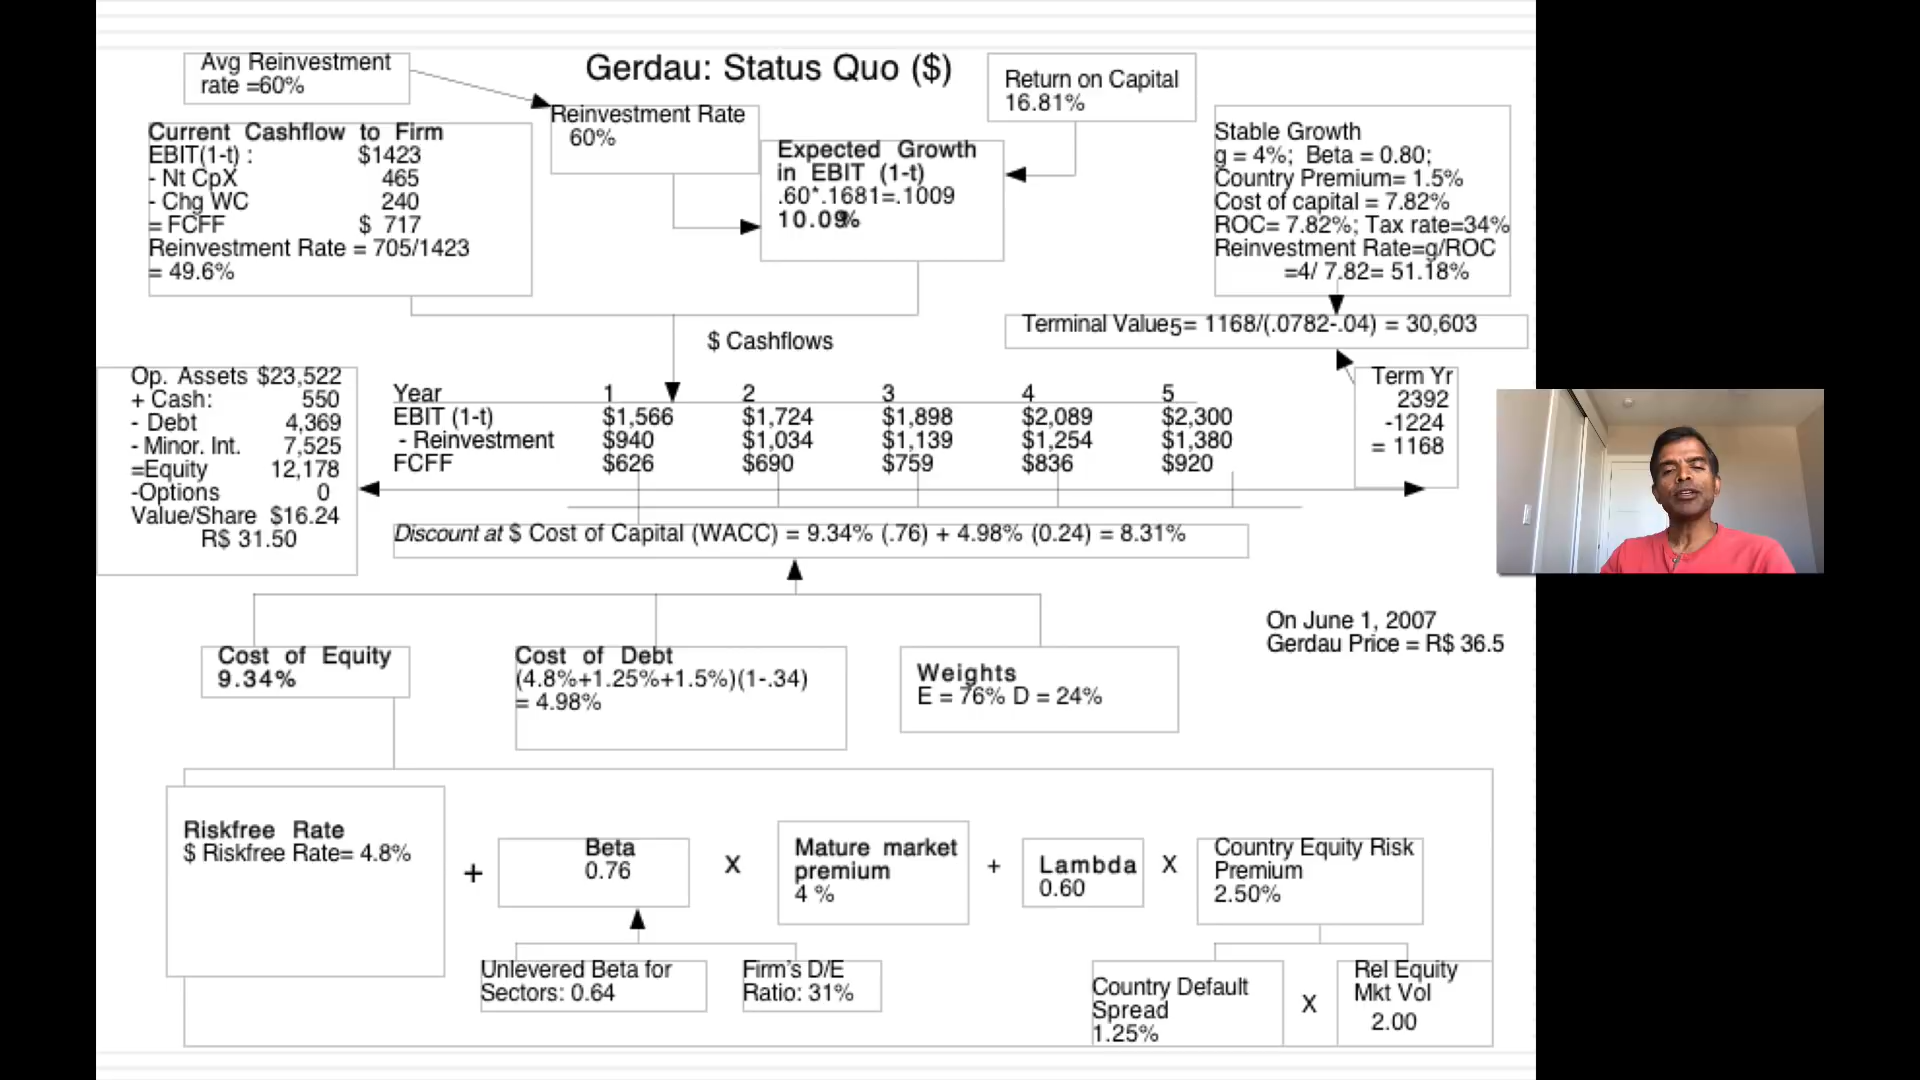 Gerdau: Status Quo ($)
Avg Reinvestment
rate =60%
Reinvestment Rate
60%
Return on Capital
16.81%
Current Cashflow to Firm
EBIT(1-t) : $1423
- Nt CpX 465
- Chg WC 240
= FCFF $ 717
Reinvestment Rate = 705/1423
= 49.6%
Expected Growth
in EBIT (1-t)
.60*.1681=.1009
10.09%
Stable Growth
g = 4%; Beta = 0.80;
Country Premium= 1.5%
Cost of capital = 7.82%
ROC= 7.82%; Tax rate=34%
Reinvestment Rate=g/ROC
=4/ 7.82= 51.18%
Terminal Value5= 1168/(.0782-.04) = 30,603
$ Cashflows
Op. Assets $23,522
+ Cash: 550
- Debt 4,369
- Minor. Int. 7,525
=Equity 12,178
-Options 0
Value/Share $16.24
R$ 31.50
Year 1 2 3 4 5
EBIT (1-t) $1,566 $1,724 $1,898 $2,089 $2,300
- Reinvestment $940 $1,034 $1,139 $1,254 $1,380
FCFF $626 $690 $759 $836 $920
Term Yr
2392
-1224
= 1168
Discount at $ Cost of Capital (WACC) = 9.34% (.76) + 4.98% (0.24) = 8.31%
On June 1, 2007
Gerdau Price = R$ 36.5
Cost of Equity
9.34%
Cost of Debt
(4.8%+1.25%+1.5%)(1-.34)
= 4.98%
Weights
E = 76% D = 24%
Riskfree Rate
$ Riskfree Rate= 4.8%
+
Beta
0.76
X
Mature market
premium
4 %
+
Lambda
0.60
X
Country Equity Risk
Premium
2.50%
Unlevered Beta for
Sectors: 0.64
Firm's D/E
Ratio: 31%
Country Default
Spread
1.25%
X
Rel Equity
Mkt Vol
2.00